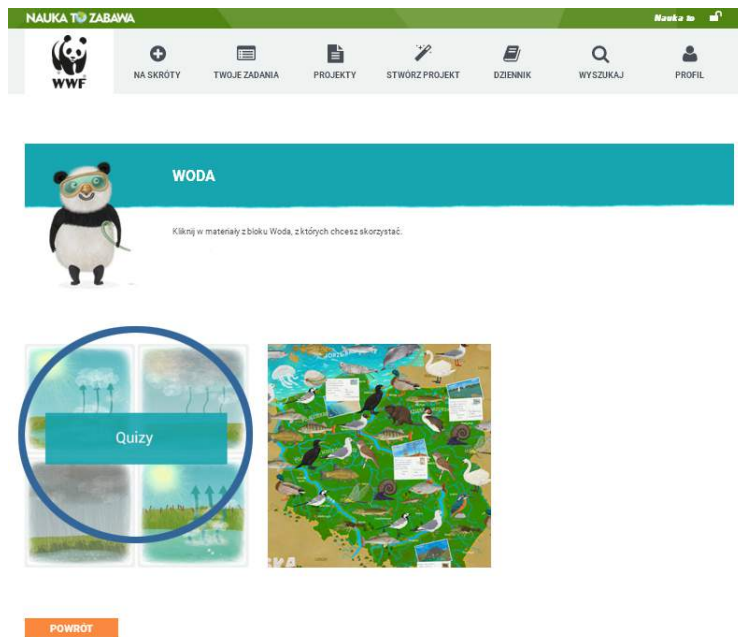 NAUKA TO ZABAWA
Nauka to
WWF
NA SKRÓTY
TWOJE ZADANIA
PROJEKTY
STWÓRZ PROJEKT
DZIENNIK
WYSZUKAJ
PROFIL
WODA
Kliknij w materiały z bloku Woda, z których chcesz skorzystać.
Quizy
POWRÓT